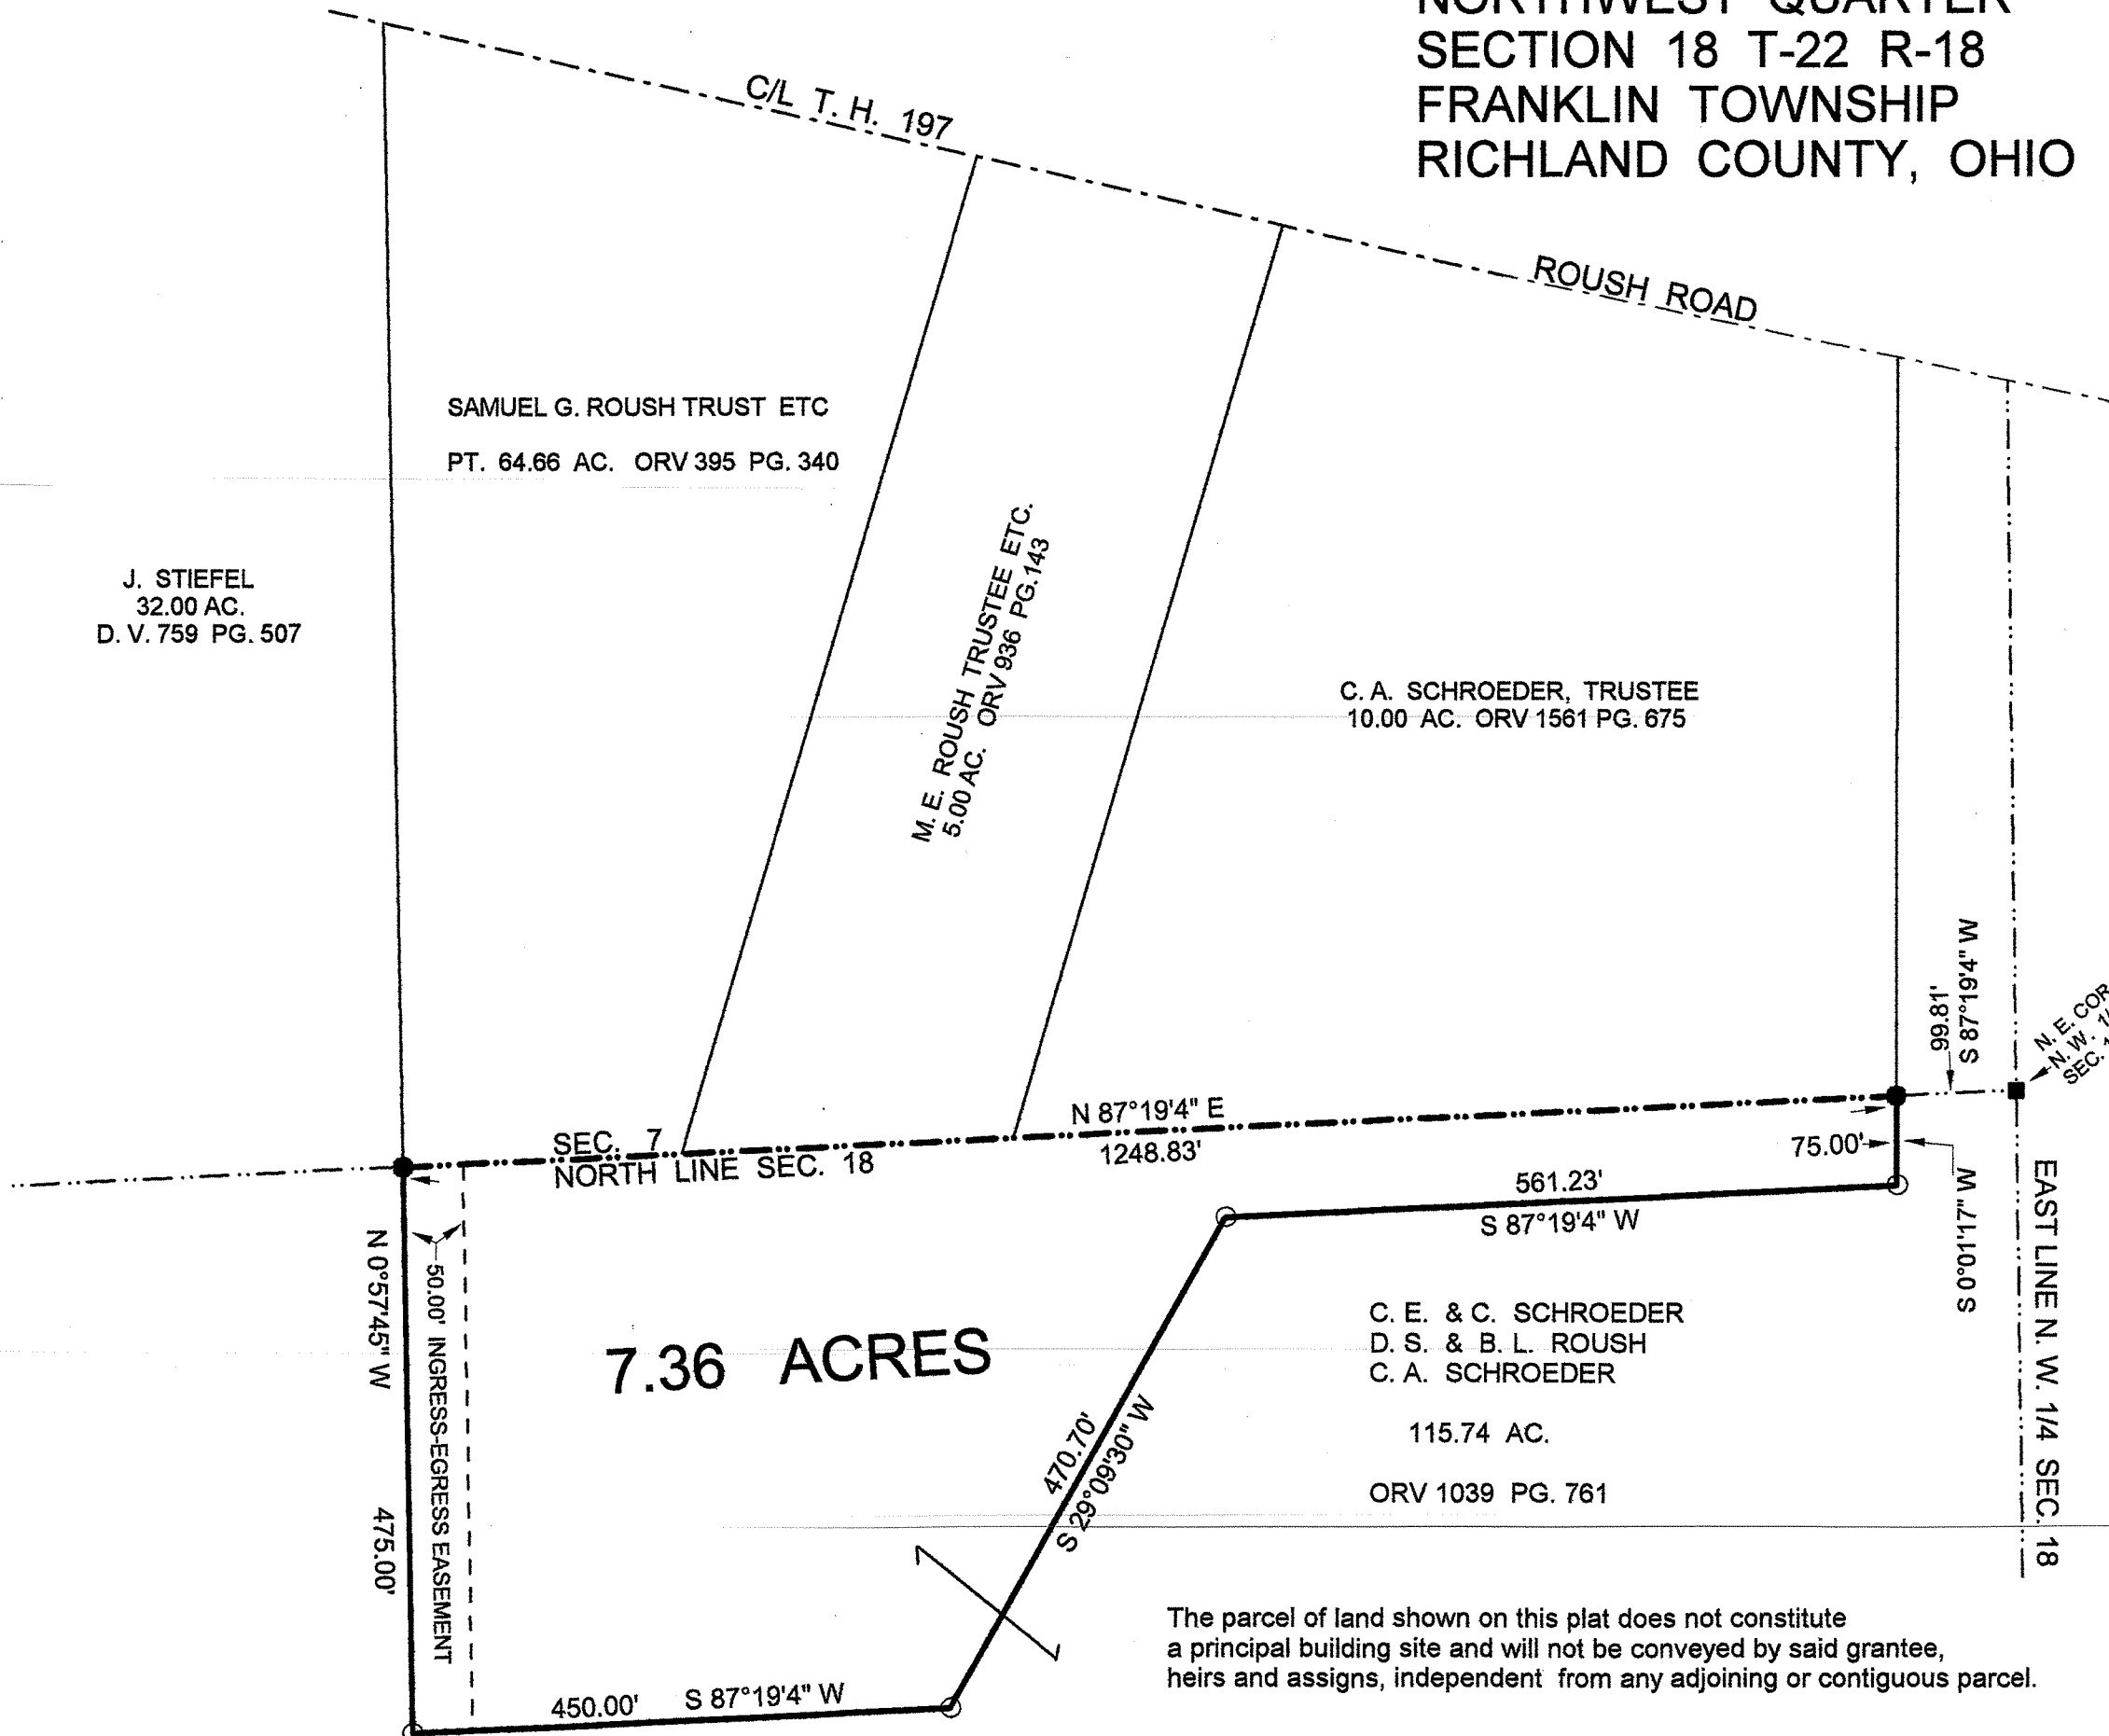 NORTHWEST QUARTER
SECTION 18 T-22 R-18
FRANKLIN TOWNSHIP
RICHLAND COUNTY, OHIO
C/L T. H. 197
ROUSH ROAD
SAMUEL G. ROUSH TRUST ETC
PT. 64.66 AC. ORV 395 PG. 340
J. STIEFEL
32.00 AC.
D. V. 759 PG. 507
M. E. ROUSH TRUSTEE ETC.
5.00 AC. ORV 936 PG. 143
C. A. SCHROEDER, TRUSTEE
10.00 AC. ORV 1561 PG. 675
S 87°19'4" W
99.81'
N. E. COR.
N. W.
SEC.
N 87°19'4" E
1248.83'
SEC. 7
NORTH LINE SEC. 18
75.00'
S 0°01'17" W
561.23'
S 87°19'4" W
EAST LINE N. W. 1/4 SEC. 18
N 0°57'45" W
475.00'
50.00' INGRESS-EGRESS EASEMENT
7.36 ACRES
C. E. & C. SCHROEDER
D. S. & B. L. ROUSH
C. A. SCHROEDER
115.74 AC.
ORV 1039 PG. 761
470.70'
S 29°09'30" W
The parcel of land shown on this plat does not constitute
a principal building site and will not be conveyed by said grantee,
heirs and assigns, independent from any adjoining or contiguous parcel.
450.00' S 87°19'4" W